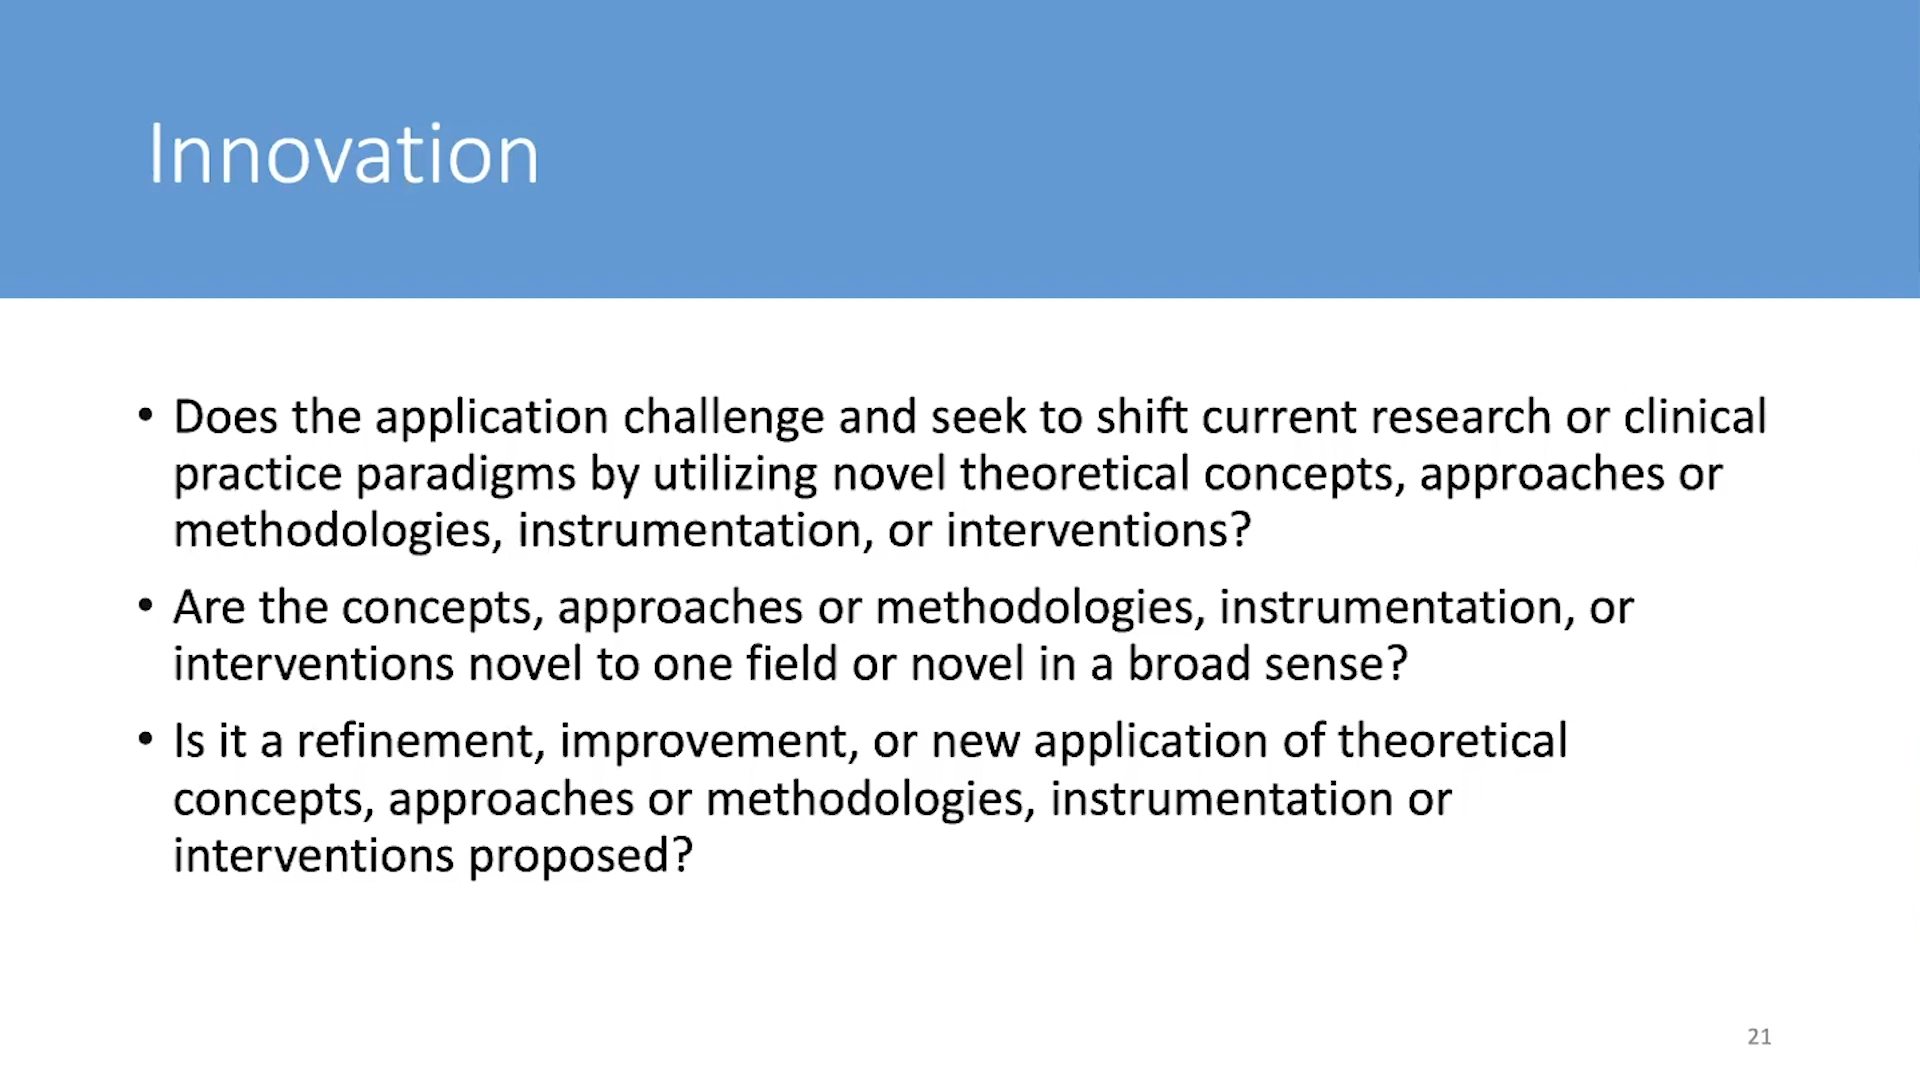 Innovation
• Does the application challenge and seek to shift current research or clinical
practice paradigms by utilizing novel theoretical concepts, approaches or
methodologies, instrumentation, or interventions?
• Are the concepts, approaches or methodologies, instrumentation, or
interventions novel to one field or novel in a broad sense?
• Is it a refinement, improvement, or new application of theoretical
concepts, approaches or methodologies, instrumentation or
interventions proposed?
21